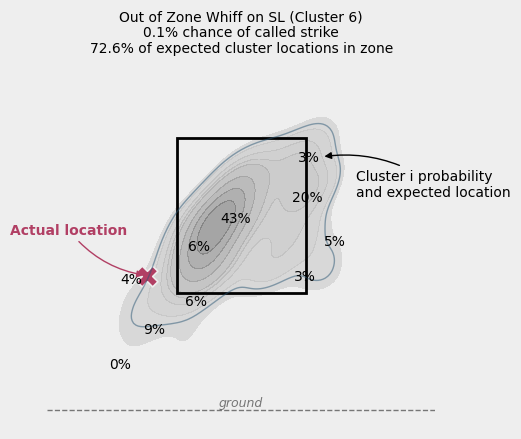 Out of Zone Whiff on SL (Cluster 6)
0.1% chance of called strike
72.6% of expected cluster locations in zone
3%
Cluster i probability
and expected location
20%
43%
Actual location
5%
6%
3%
4%
6%
9%
0%
ground